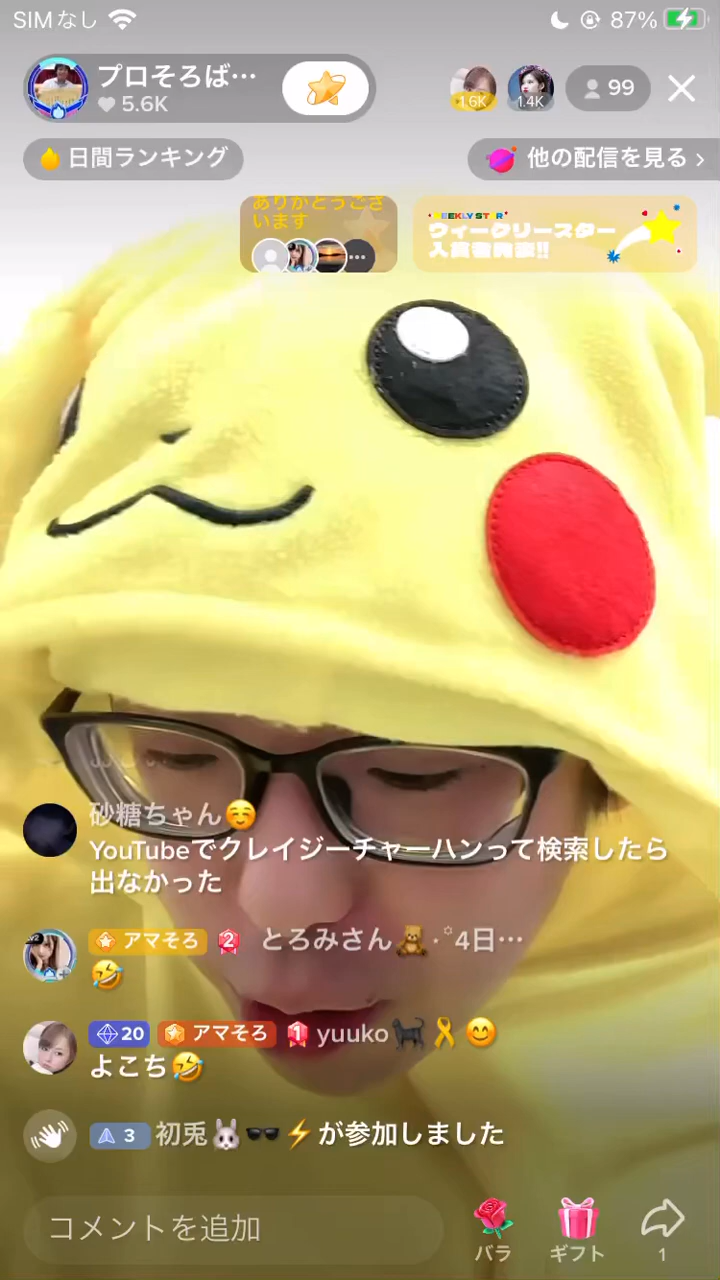 SIMなし
87%
プロそろば…
5.6K
1.6K
1.4K
99
日間ランキング
他の配信を見る
ありがとうござ
います
WEEKLY STAR
ウィークリースター
入賞者発表!!
砂糖ちゃん☺️
YouTubeでクレイジーチャーハンって検索したら
出なかった
アマそろ 2 とろみさん🧸·˚4日…
🤣
20 アマそろ 1 yuuko🐈‍⬛🎗️😊
よこち🤣
3 初兎🐰🕶️⚡が参加しました
コメントを追加
バラ
ギフト
1